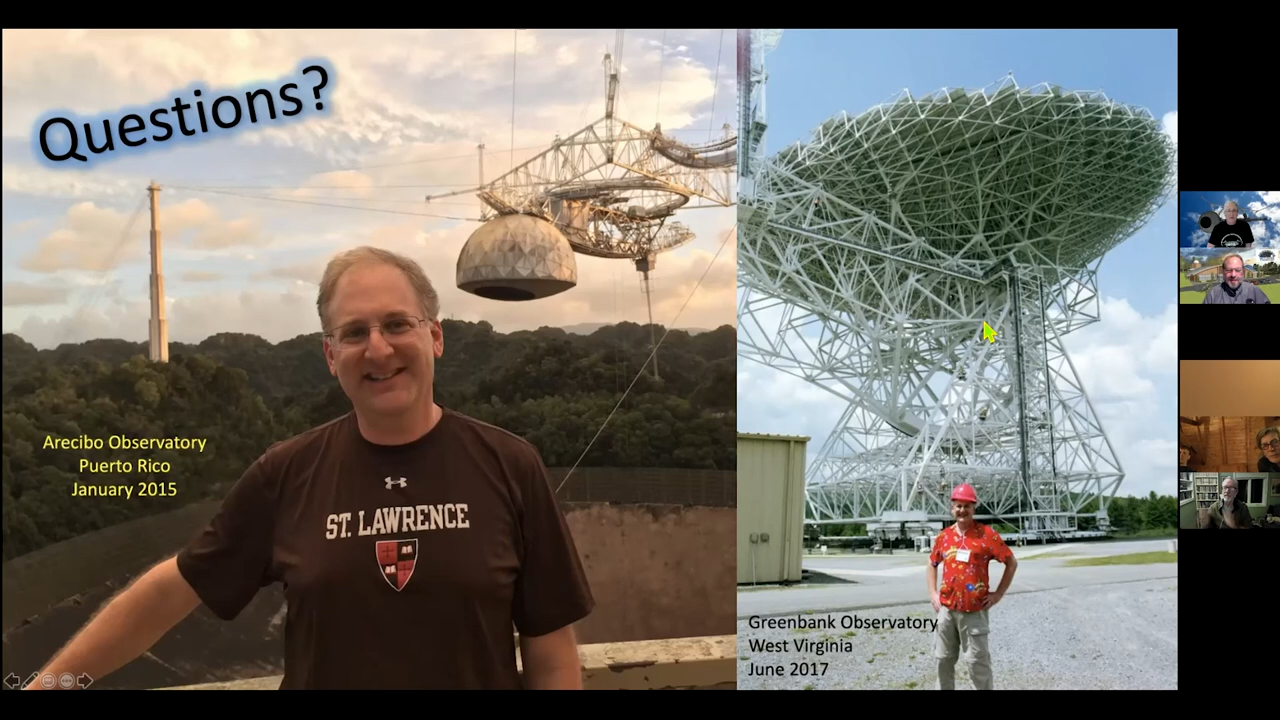 Questions?
Arecibo Observatory
Puerto Rico
January 2015
ST. LAWRENCE
Greenbank Observatory
West Virginia
June 2017